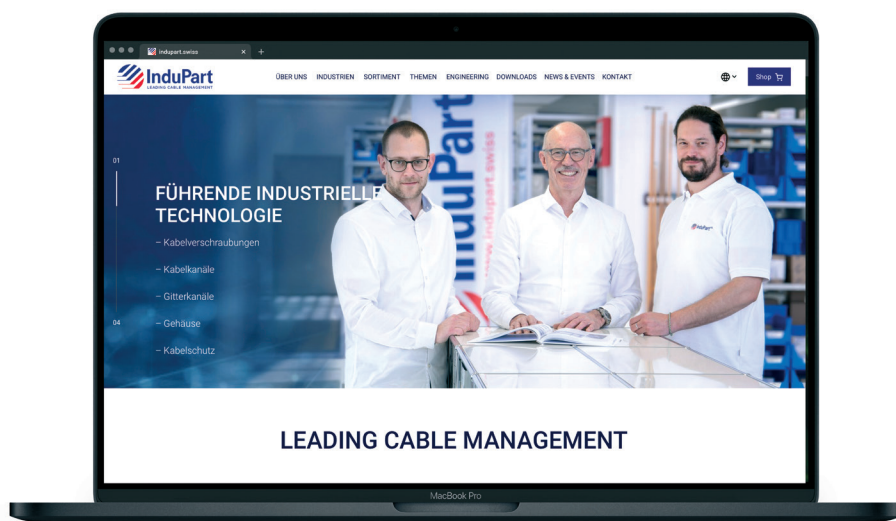 indupart.swiss
InduPart
LEADING CABLE MANAGEMENT
ÜBER UNS INDUSTRIEN SORTIMENT THEMEN ENGINEERING DOWNLOADS NEWS & EVENTS KONTAKT
Shop
01
FÜHRENDE INDUSTRIELLE
TECHNOLOGIE
– Kabelverschraubungen
– Kabelkanäle
– Gitterkanäle
– Gehäuse
– Kabelschutz
04
InduPart
www.indupart.swiss
InduPart
LEADING CABLE MANAGEMENT
MacBook Pro